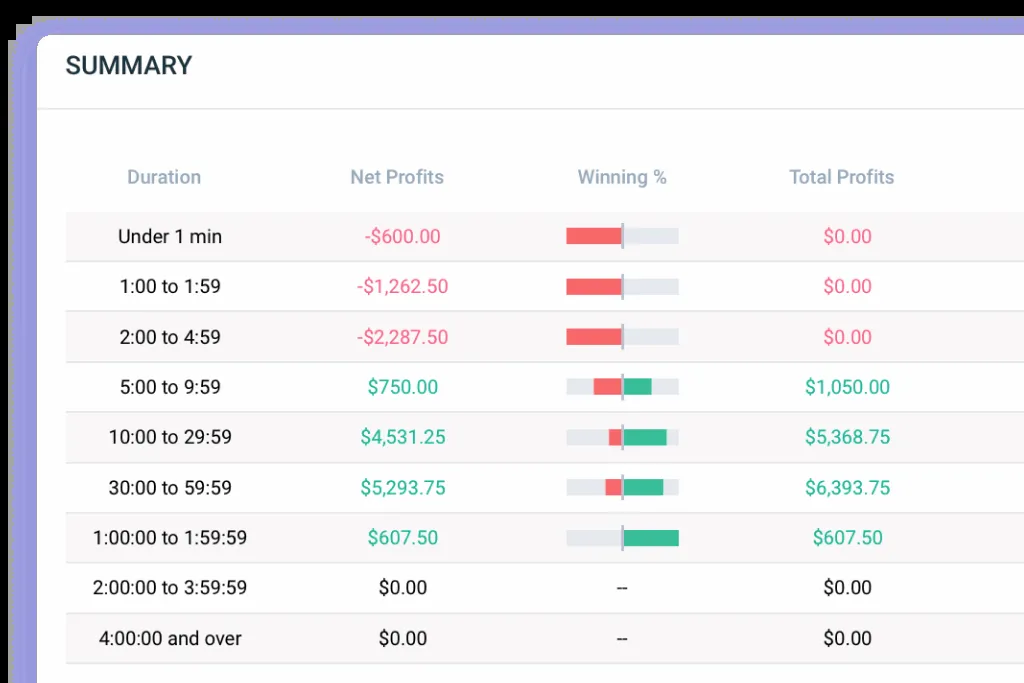 SUMMARY
Duration Net Profits Winning % Total Profits
Under 1 min -$600.00 $0.00
1:00 to 1:59 -$1,262.50 $0.00
2:00 to 4:59 -$2,287.50 $0.00
5:00 to 9:59 $750.00 $1,050.00
10:00 to 29:59 $4,531.25 $5,368.75
30:00 to 59:59 $5,293.75 $6,393.75
1:00:00 to 1:59:59 $607.50 $607.50
2:00:00 to 3:59:59 $0.00 -- $0.00
4:00:00 and over $0.00 -- $0.00